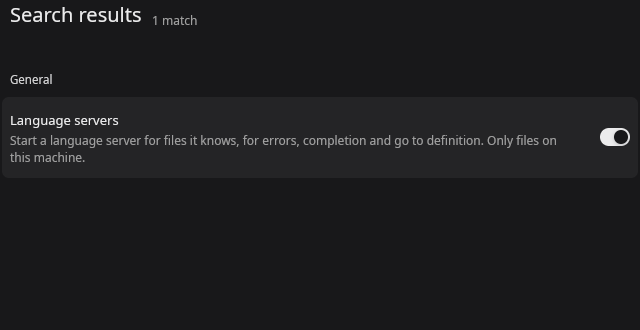 Search results 1 match
General
Language servers
Start a language server for files it knows, for errors, completion and go to definition. Only files on
this machine.